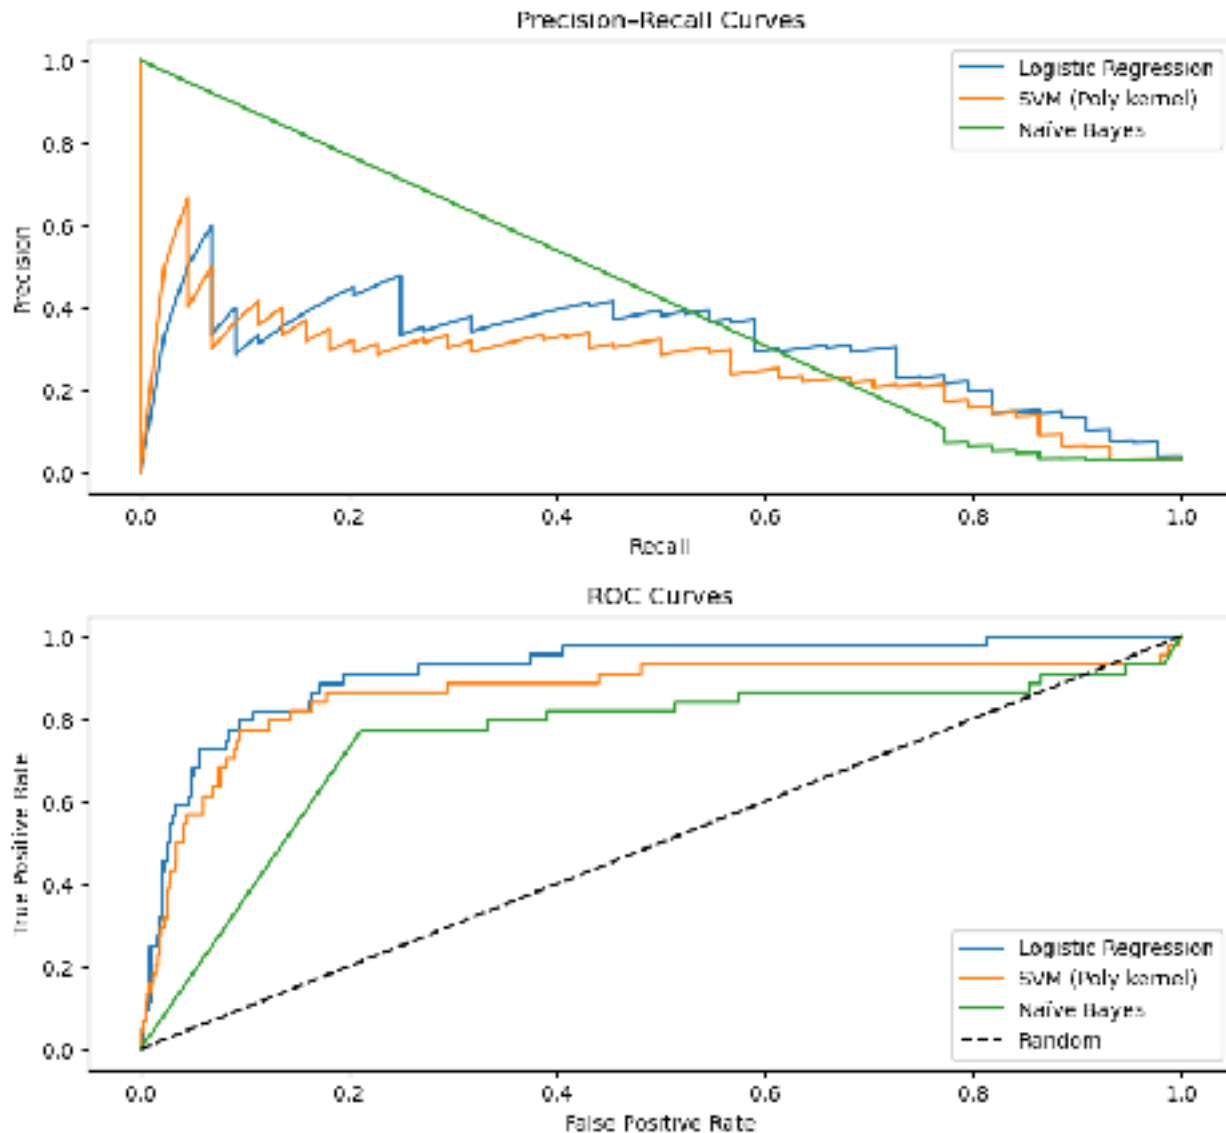 Precision–Recall Curves
1.0
0.8
0.6
0.4
0.2
0.0
Precision
Logistic Regression
SVM (Poly kernel)
Naïve Bayes
0.0 0.2 0.4 0.6 0.8 1.0
Recall
ROC Curves
1.0
0.8
0.6
0.4
0.2
0.0
True Positive Rate
Logistic Regression
SVM (Poly kernel)
Naïve Bayes
Random
0.0 0.2 0.4 0.6 0.8 1.0
False Positive Rate